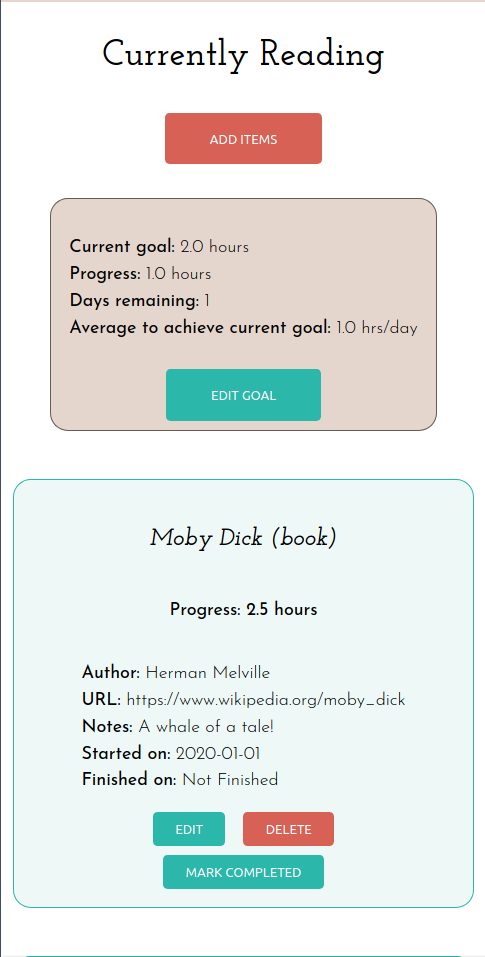 Currently Reading
ADD ITEMS
Current goal: 2.0 hours
Progress: 1.0 hours
Days remaining: 1
Average to achieve current goal: 1.0 hrs/day
EDIT GOAL
Moby Dick (book)
Progress: 2.5 hours
Author: Herman Melville
URL: https://www.wikipedia.org/moby_dick
Notes: A whale of a tale!
Started on: 2020-01-01
Finished on: Not Finished
EDIT DELETE
MARK COMPLETED